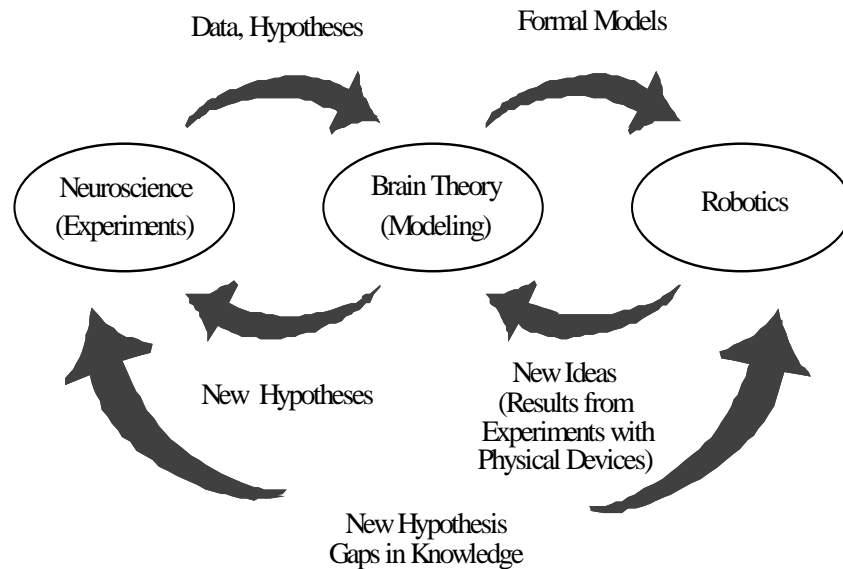 Data, Hypotheses
Formal Models
Neuroscience
(Experiments)
Brain Theory
(Modeling)
Robotics
New Hypotheses
New Ideas
(Results from
Experiments with
Physical Devices)
New Hypothesis
Gaps in Knowledge